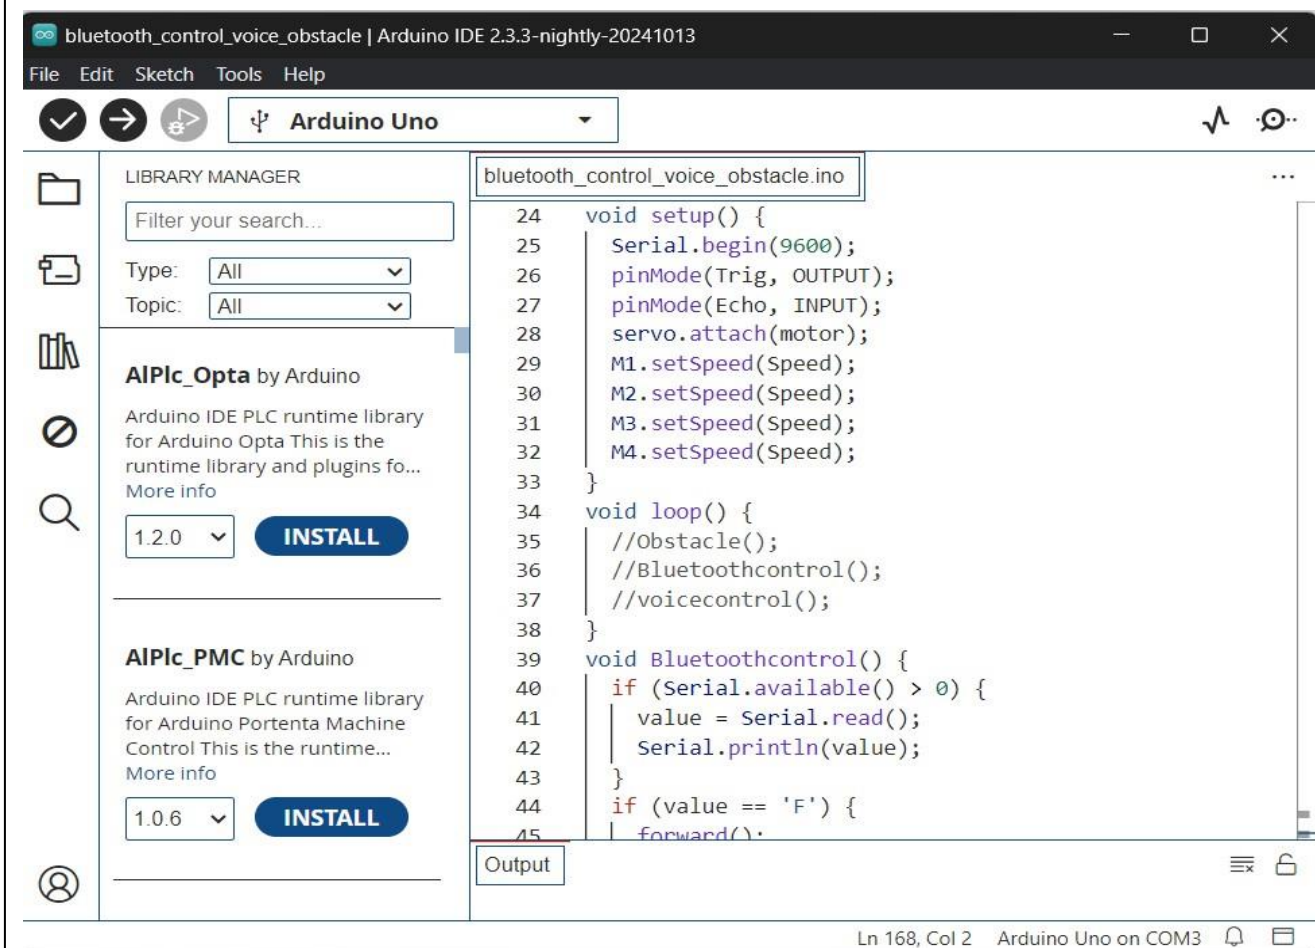 bluetooth_control_voice_obstacle | Arduino IDE 2.3.3-nightly-20241013
File Edit Sketch Tools Help
Arduino Uno
LIBRARY MANAGER
Filter your search...
Type: All
Topic: All
AlPlc_Opta by Arduino
Arduino IDE PLC runtime library
for Arduino Opta This is the
runtime library and plugins fo...
More info
1.2.0 INSTALL
AlPlc_PMC by Arduino
Arduino IDE PLC runtime library
for Arduino Portenta Machine
Control This is the runtime...
More info
1.0.6 INSTALL
bluetooth_control_voice_obstacle.ino
24 void setup() {
25 Serial.begin(9600);
26 pinMode(Trig, OUTPUT);
27 pinMode(Echo, INPUT);
28 servo.attach(motor);
29 M1.setSpeed(Speed);
30 M2.setSpeed(Speed);
31 M3.setSpeed(Speed);
32 M4.setSpeed(Speed);
33 }
34 void loop() {
35 //Obstacle();
36 //Bluetoothcontrol();
37 //voicecontrol();
38 }
39 void Bluetoothcontrol() {
40 if (Serial.available() > 0) {
41 value = Serial.read();
42 Serial.println(value);
43 }
44 if (value == 'F') {
45 forward();
Output
Ln 168, Col 2 Arduino Uno on COM3